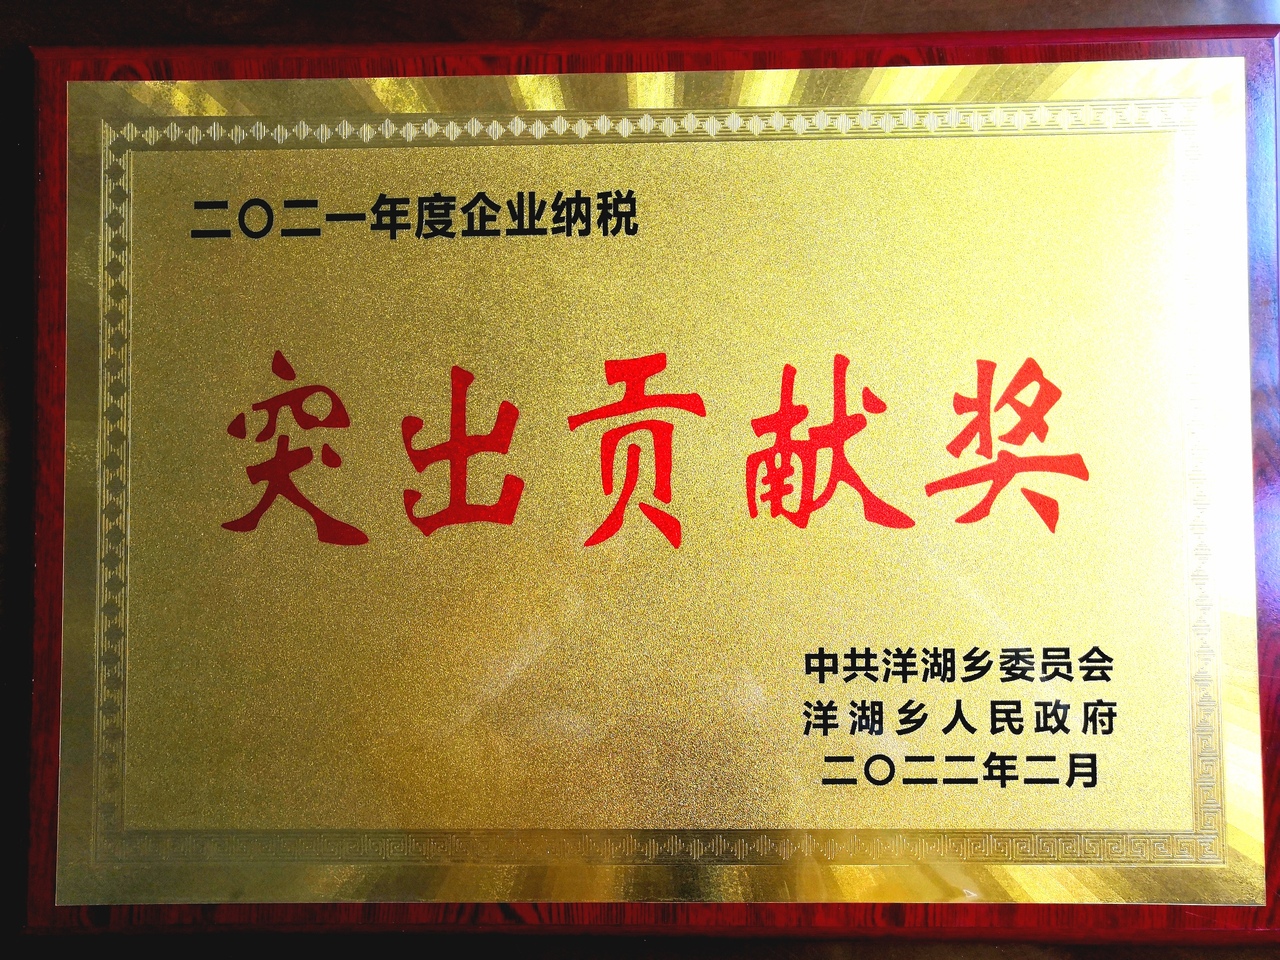 二〇二一年度企业纳税
突出贡献奖
中共洋湖乡委员会
洋湖乡人民政府
二〇二二年二月